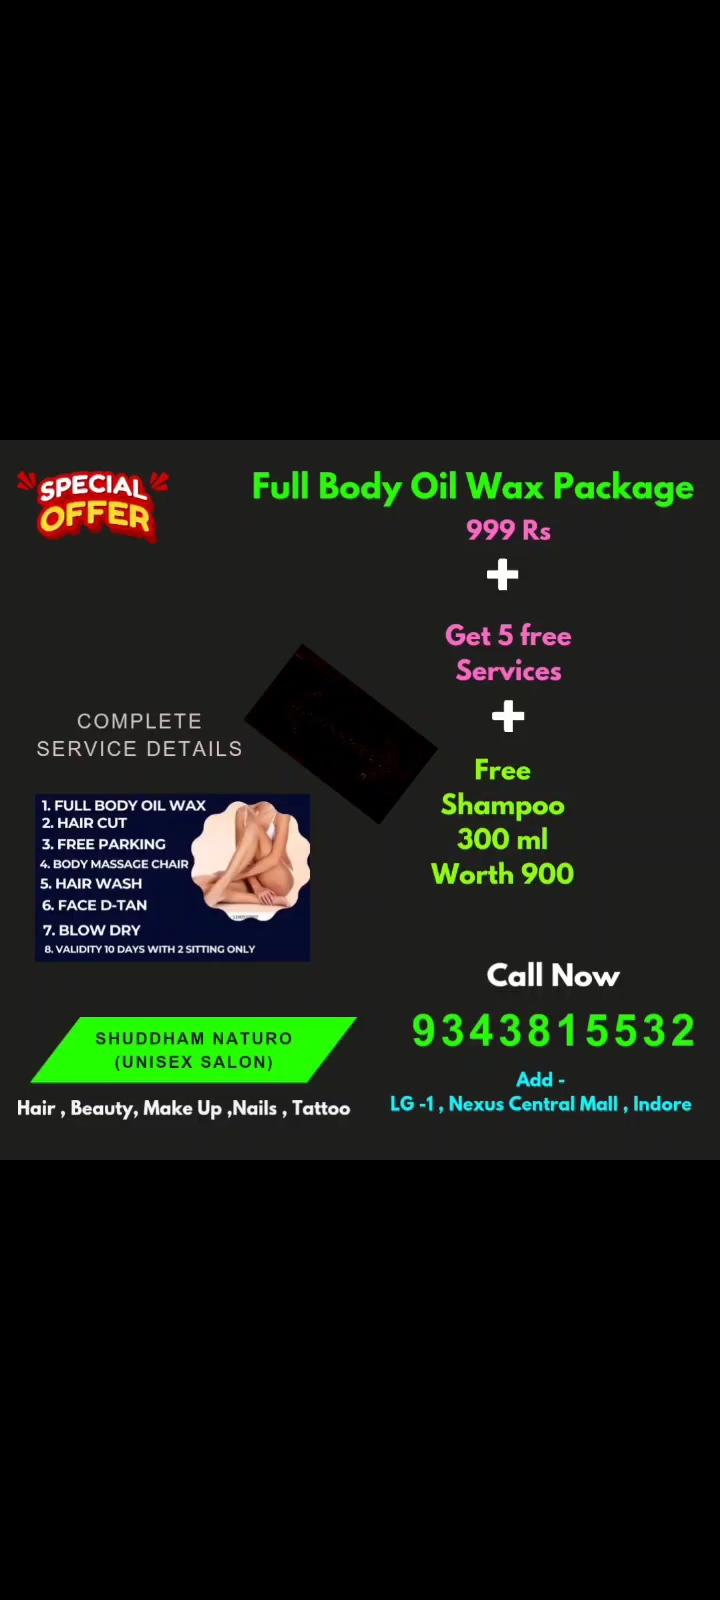 SPECIAL
OFFER
Full Body Oil Wax Package
999 Rs
+
Get 5 free
Services
+
Free
Shampoo
300 ml
Worth 900
COMPLETE
SERVICE DETAILS
1. FULL BODY OIL WAX
2. HAIR CUT
3. FREE PARKING
4. BODY MASSAGE CHAIR
5. HAIR WASH
6. FACE D-TAN
7. BLOW DRY
8. VALIDITY 10 DAYS WITH 2 SITTING ONLY
SHUDDHAM NATURO
(UNISEX SALON)
Hair , Beauty, Make Up ,Nails , Tattoo
Call Now
9343815532
Add -
LG -1 , Nexus Central Mall , Indore